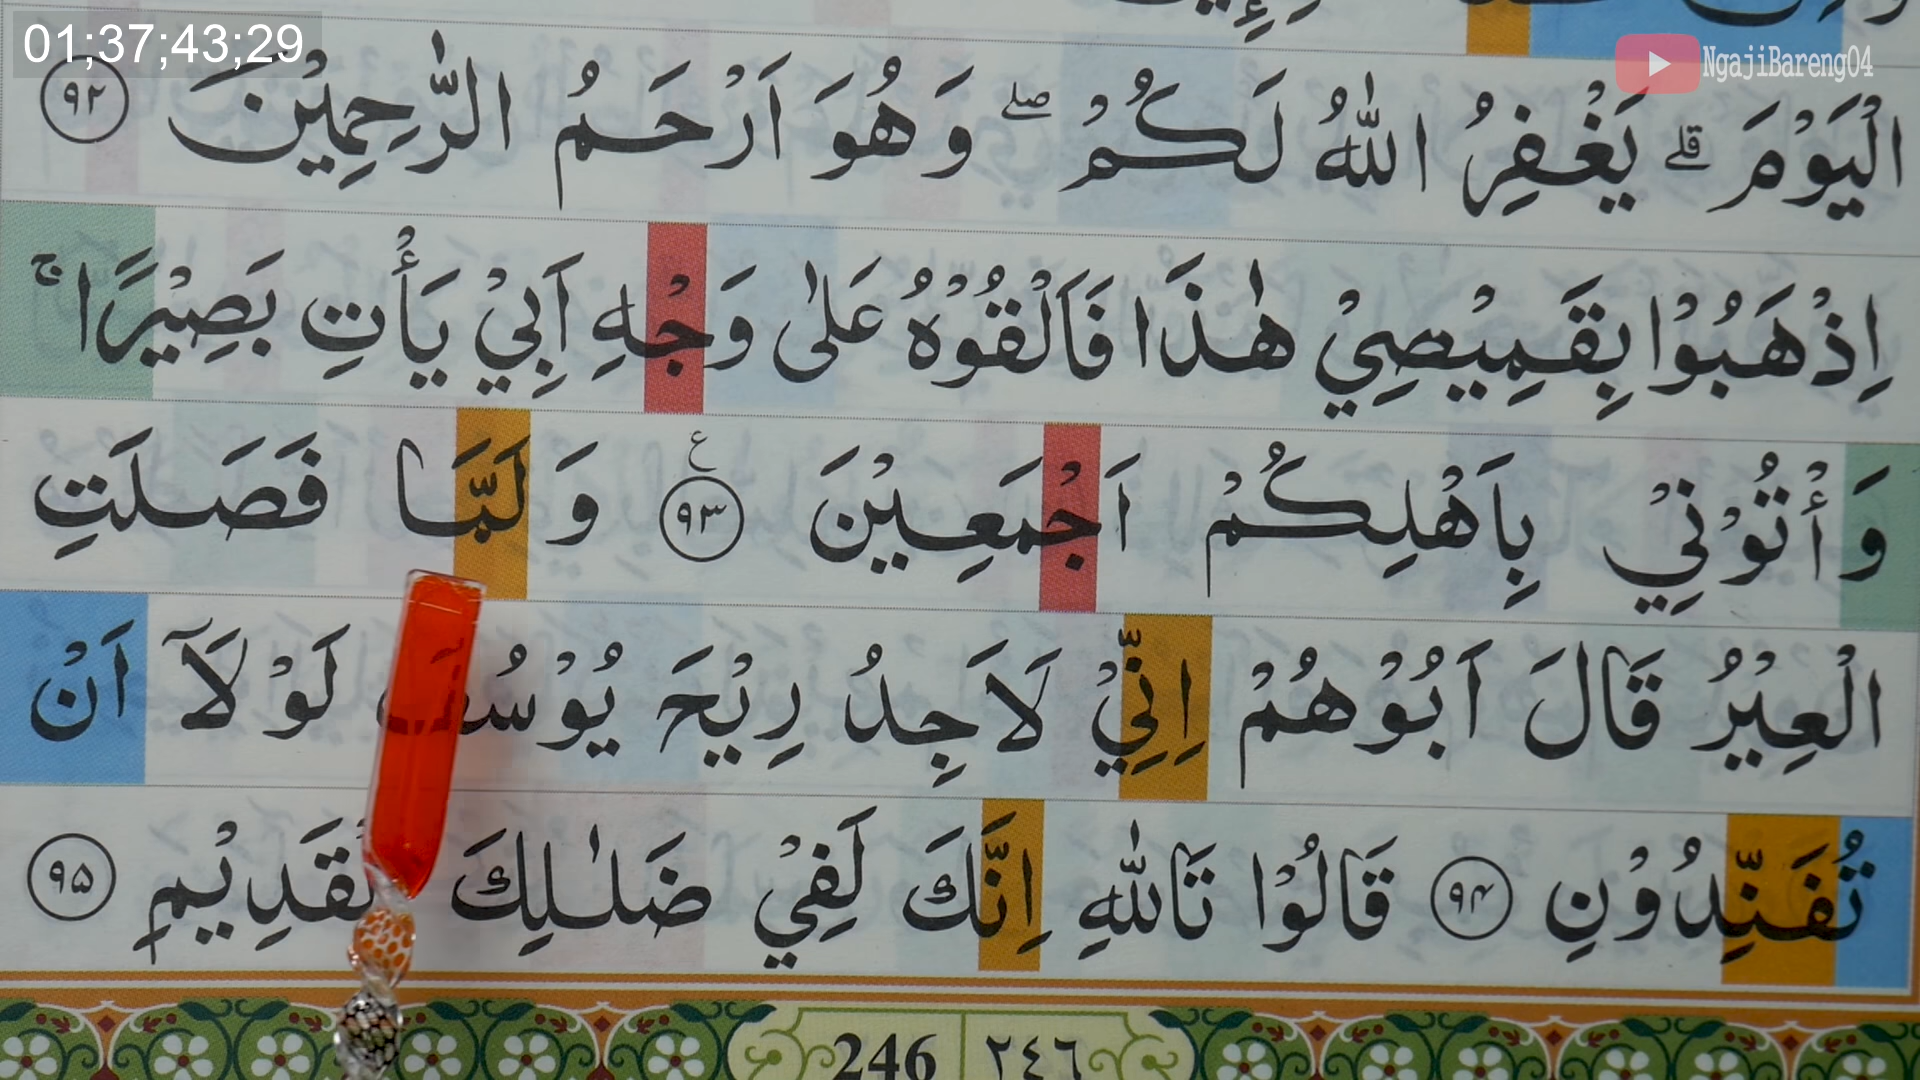 01;37;43;29
NgajiBareng04
الْيَوْمَ ۗ يَغْفِرُ اللّٰهُ لَكُمْ ۖ وَهُوَ اَرْحَمُ الرّٰحِمِيْنَ ٩٢
اِذْهَبُوْا بِقَمِيْصِيْ هٰذَا فَاَلْقُوْهُ عَلٰى وَجْهِ اَبِيْ يَأْتِ بَصِيْرًا ۚ
وَأْتُوْنِيْ بِاَهْلِكُمْ اَجْمَعِيْنَ ࣖ ٩٣ وَلَمَّا فَصَلَتِ
الْعِيْرُ قَالَ اَبُوْهُمْ اِنِّيْ لَاَجِدُ رِيْحَ يُوْسُفَ لَوْلَآ اَنْ
تُفَنِّدُوْنِ ٩٤ قَالُوْا تَاللّٰهِ اِنَّكَ لَفِيْ ضَلٰلِكَ الْقَدِيْمِ ٩٥
246 ٢٤٦